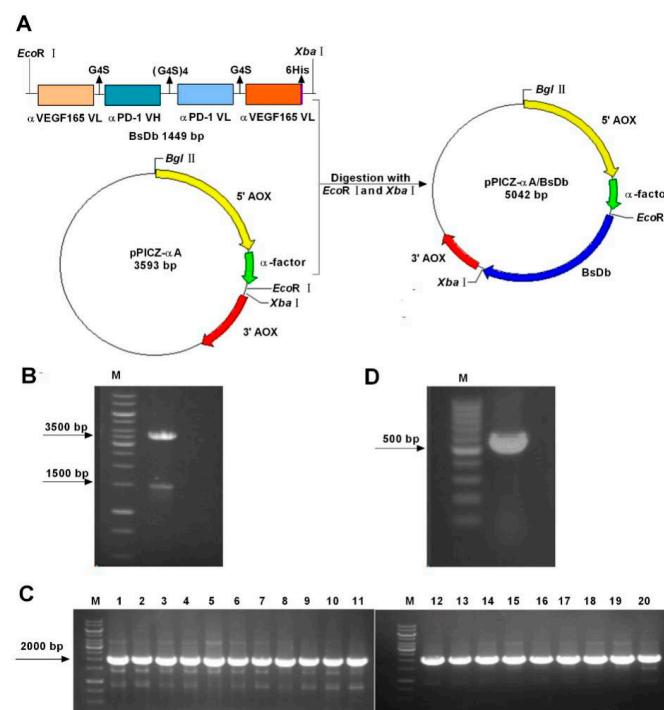 A
EcoR Ⅰ
Xba Ⅰ
G4S
(G4S)4
G4S
6His
α VEGF165 VL
α PD-1 VH
α PD-1 VL
α VEGF165 VL
BsDb 1449 bp
Bgl Ⅱ
5' AOX
pPICZ-αA
3593 bp
α-factor
EcoR Ⅰ
Xba Ⅰ
3' AOX
Digestion with
EcoR Ⅰ and Xba Ⅰ
Bgl Ⅱ
5' AOX
pPICZ-αA/BsDb
5042 bp
α-factor
EcoR
BsDb
Xba Ⅰ
3' AOX
B
M
3500 bp
1500 bp
D
M
500 bp
C
M 1 2 3 4 5 6 7 8 9 10 11
M 12 13 14 15 16 17 18 19 20
2000 bp